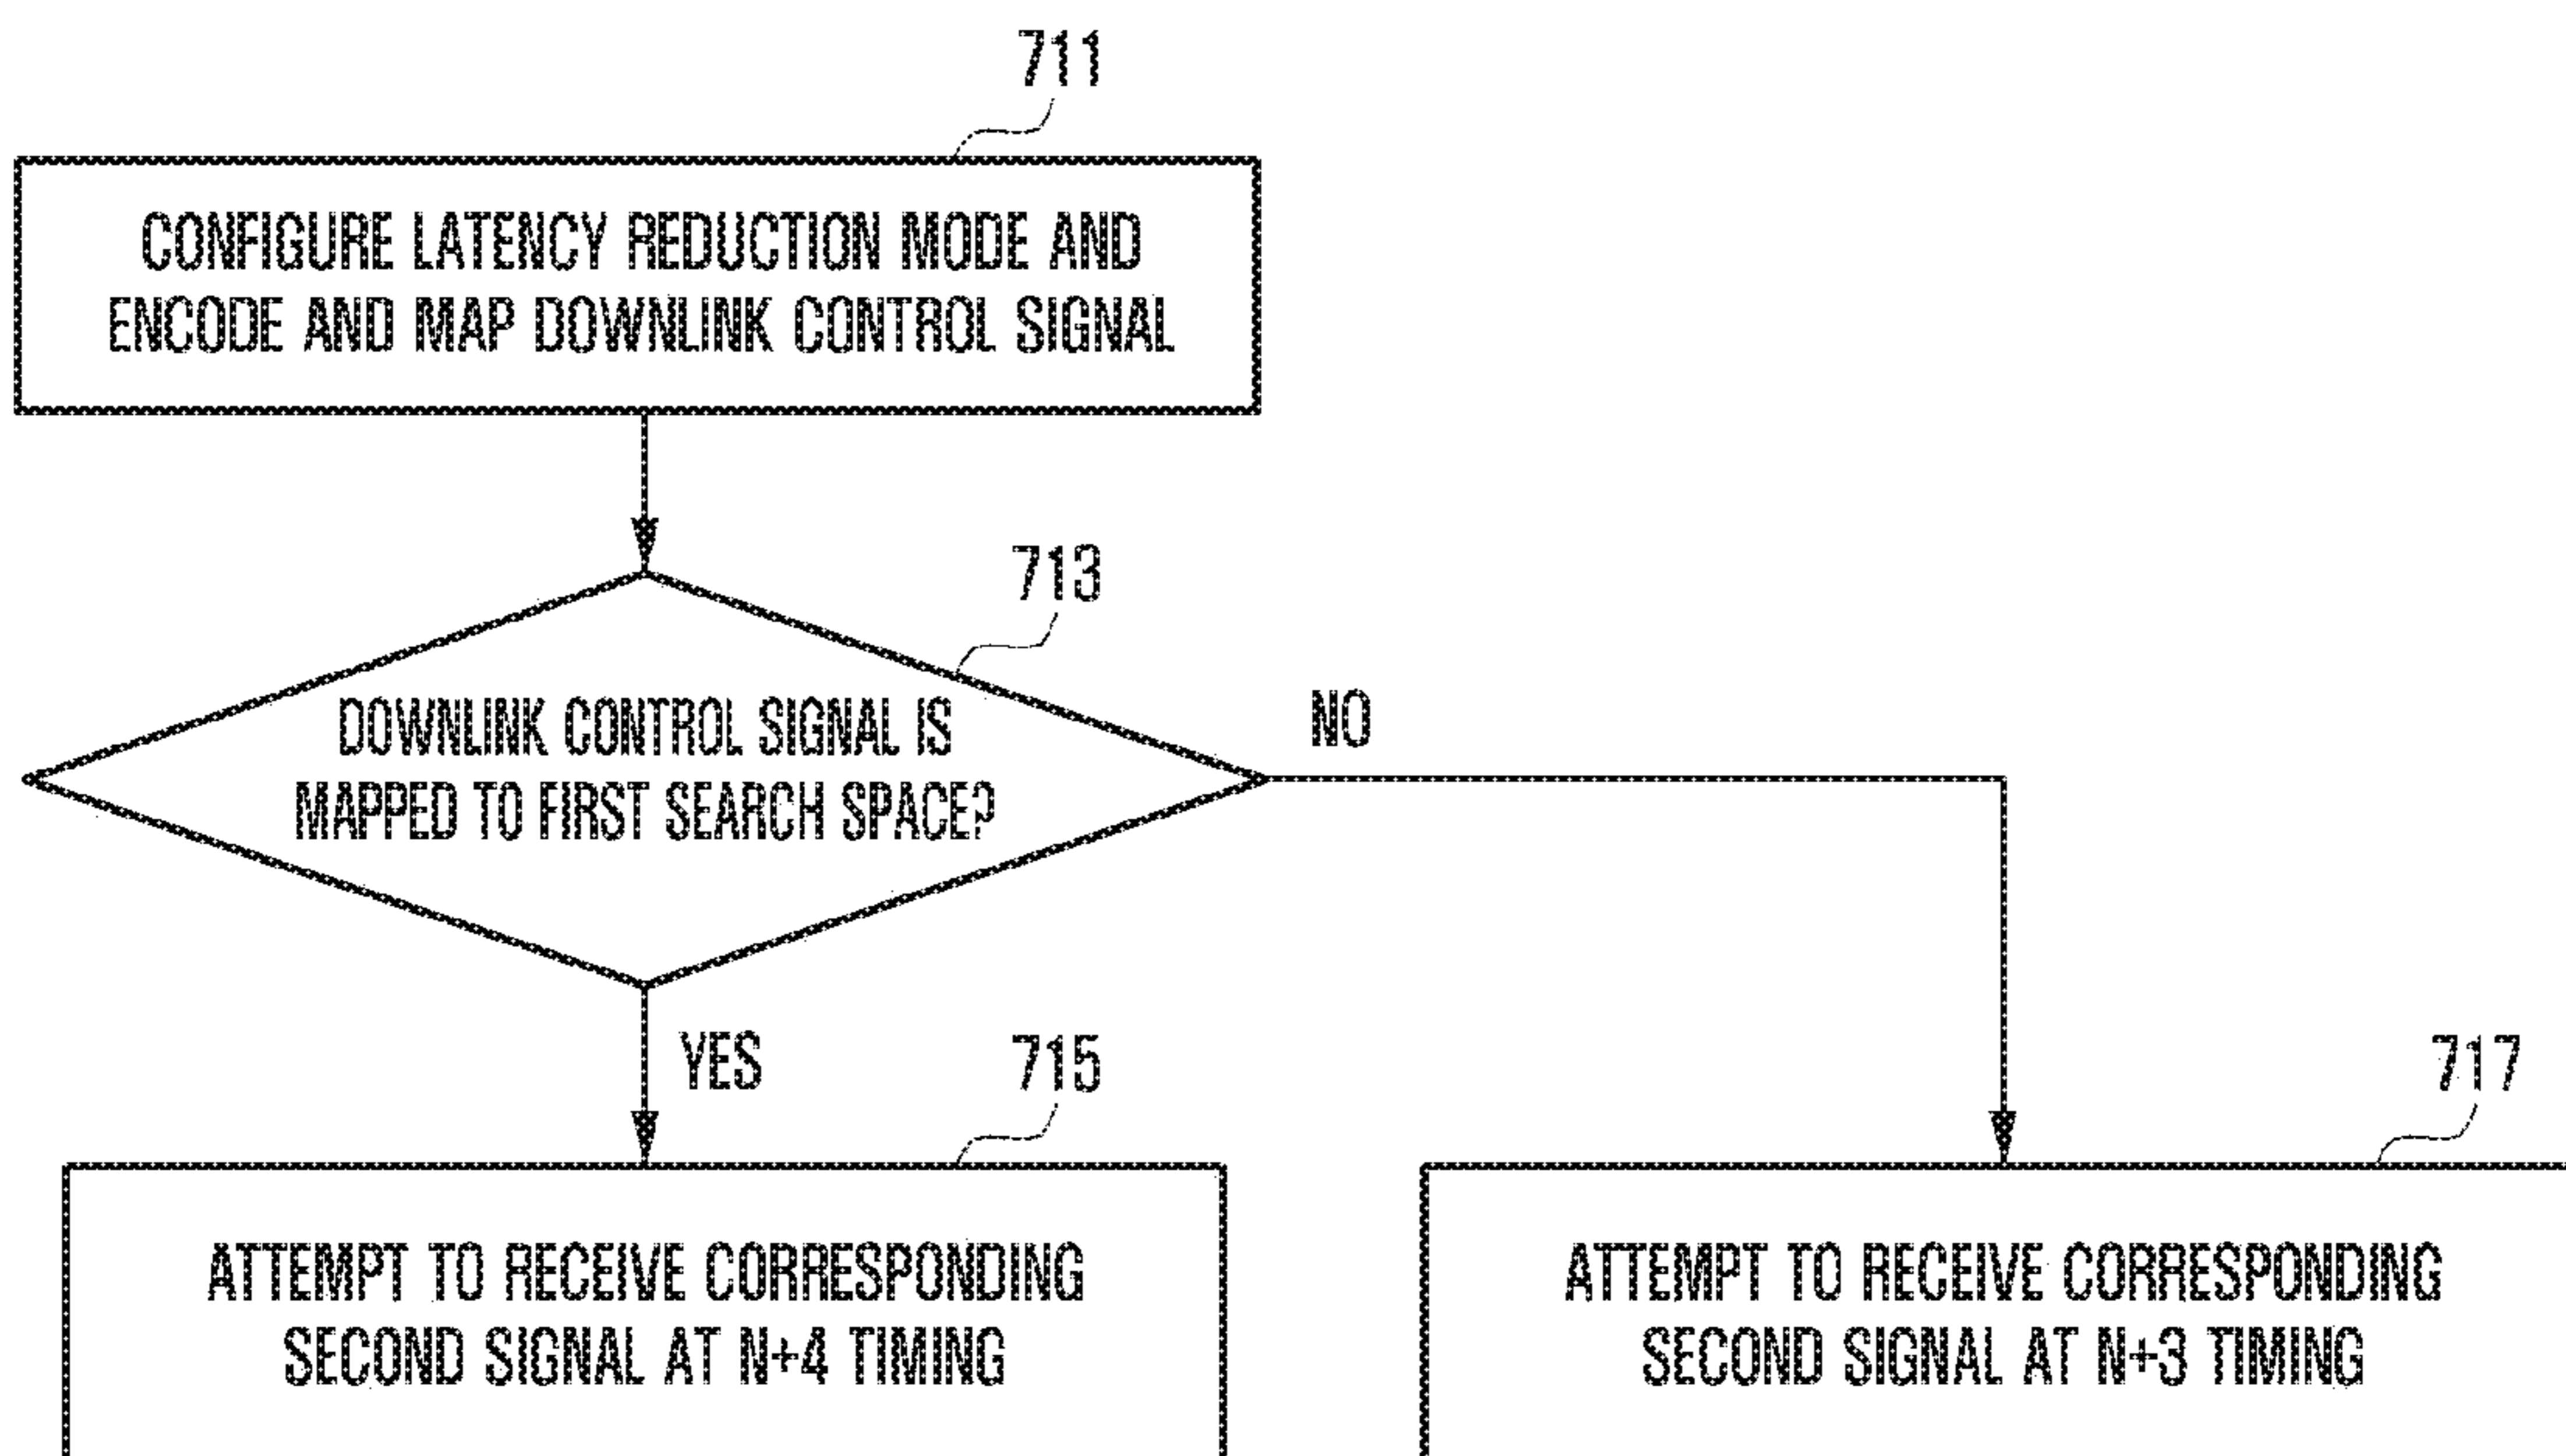 711
CONFIGURE LATENCY REDUCTION MODE AND
ENCODE AND MAP DOWNLINK CONTROL SIGNAL
713
DOWNLINK CONTROL SIGNAL IS
MAPPED TO FIRST SEARCH SPACE?
NO
YES
715
717
ATTEMPT TO RECEIVE CORRESPONDING
SECOND SIGNAL AT N+4 TIMING
ATTEMPT TO RECEIVE CORRESPONDING
SECOND SIGNAL AT N+3 TIMING